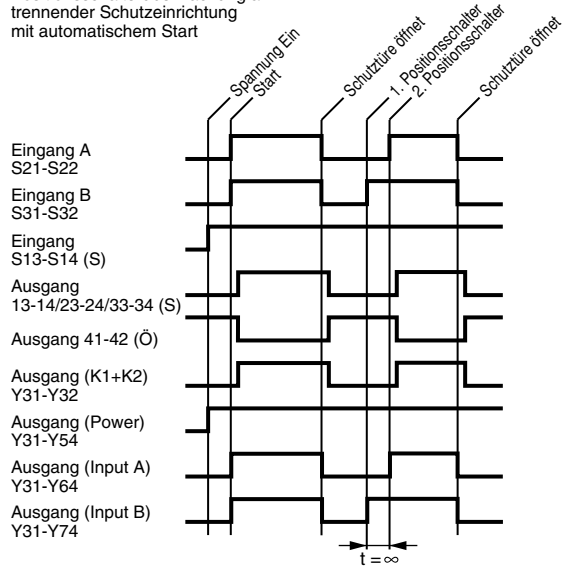 trennender Schutzeinrichtung
mit automatischem Start
Spannung Ein
Start
Schutztüre öffnet
1. Positionsschalter
2. Positionsschalter
Schutztüre öffnet
Eingang A
S21-S22
Eingang B
S31-S32
Eingang
S13-S14 (S)
Ausgang
13-14/23-24/33-34 (S)
Ausgang 41-42 (Ö)
Ausgang (K1+K2)
Y31-Y32
Ausgang (Power)
Y31-Y54
Ausgang (Input A)
Y31-Y64
Ausgang (Input B)
Y31-Y74
t = ∞